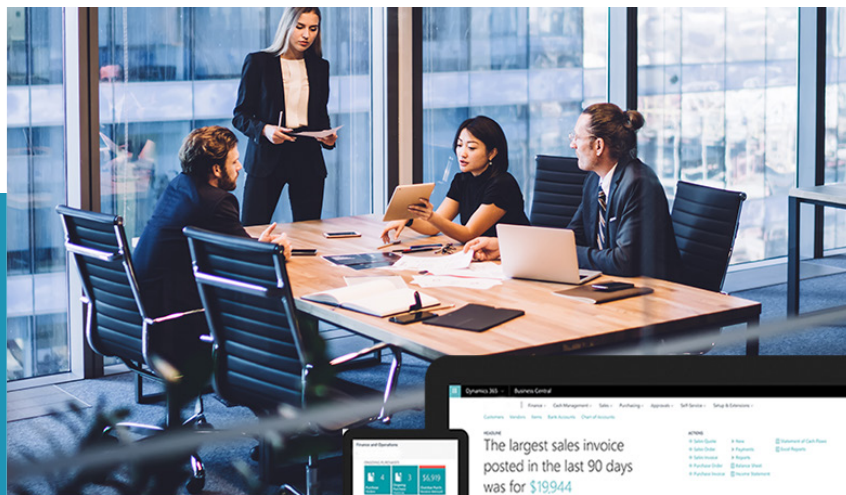 Dynamics 365 Business Central
Finance Cash Management Sales Purchasing Approvals Self-Service Setup & Extensions
Customers Vendors Items Bank Accounts Chart of Accounts
HEADLINE
The largest sales invoice
posted in the last 90 days
was for $19,944
ACTIONS
Sales Quote
Sales Order
Sales Invoice
Purchase Order
Purchase Invoice
New
Payments
Reports
Balance Sheet
Income Statement
Statement of Cash Flows
Finance and Operations
4
3
$6,919